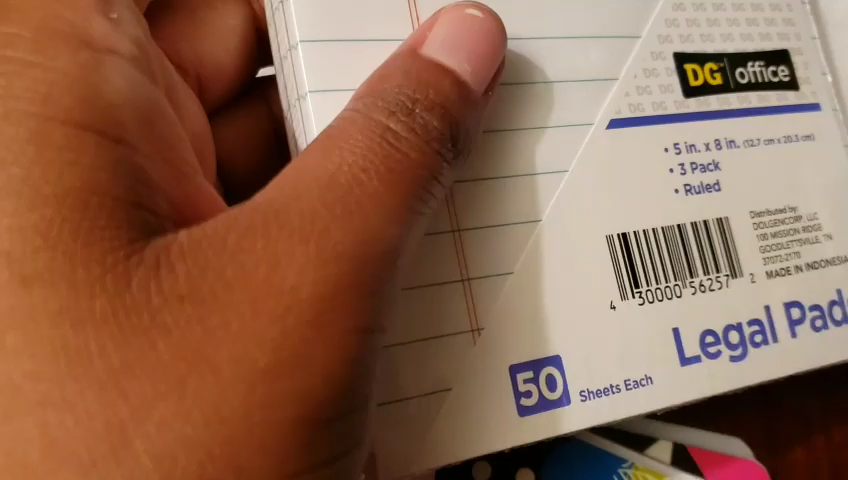 DG™ office
• 5 in. x 8 in. (12.7 cm x 20.3 cm)
• 3 Pack
• Ruled
Distributed by:
DOLGENCORP, LLC
100 MISSION RIDGE
GOODLETTSVILLE, TN
37072-2170
MADE IN INDONESIA
4 30000 56257 2
Legal Pad
50 Sheets Each